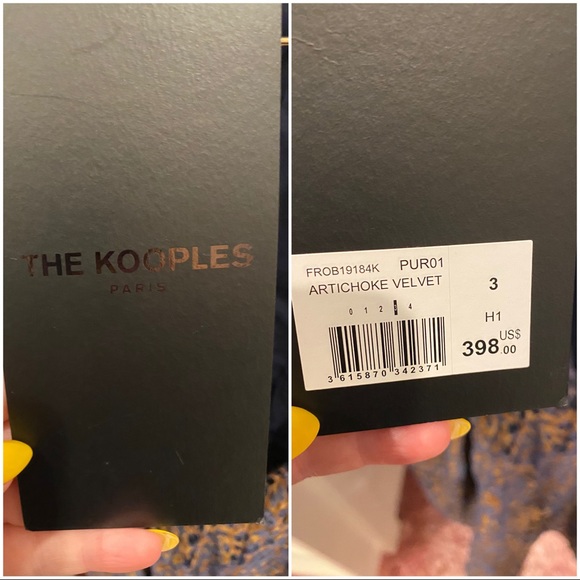 THE KOOPLES
PARIS
FROB19184K PUR01
ARTICHOKE VELVET
0 1 2 3 4
3 615870 342371
3
H1
US$
398.00